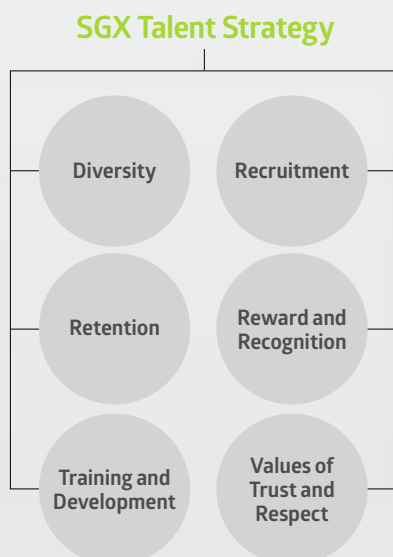 SGX Talent Strategy
Diversity
Recruitment
Retention
Reward and
Recognition
Training and
Development
Values of
Trust and
Respect